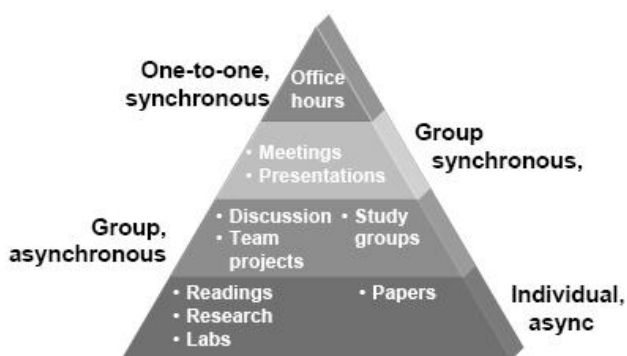 One-to-one,
synchronous
Office
hours
Group
synchronous,
• Meetings
• Presentations
Group,
asynchronous
• Discussion
• Team
projects
• Study
groups
• Readings
• Research
• Labs
• Papers
Individual,
async